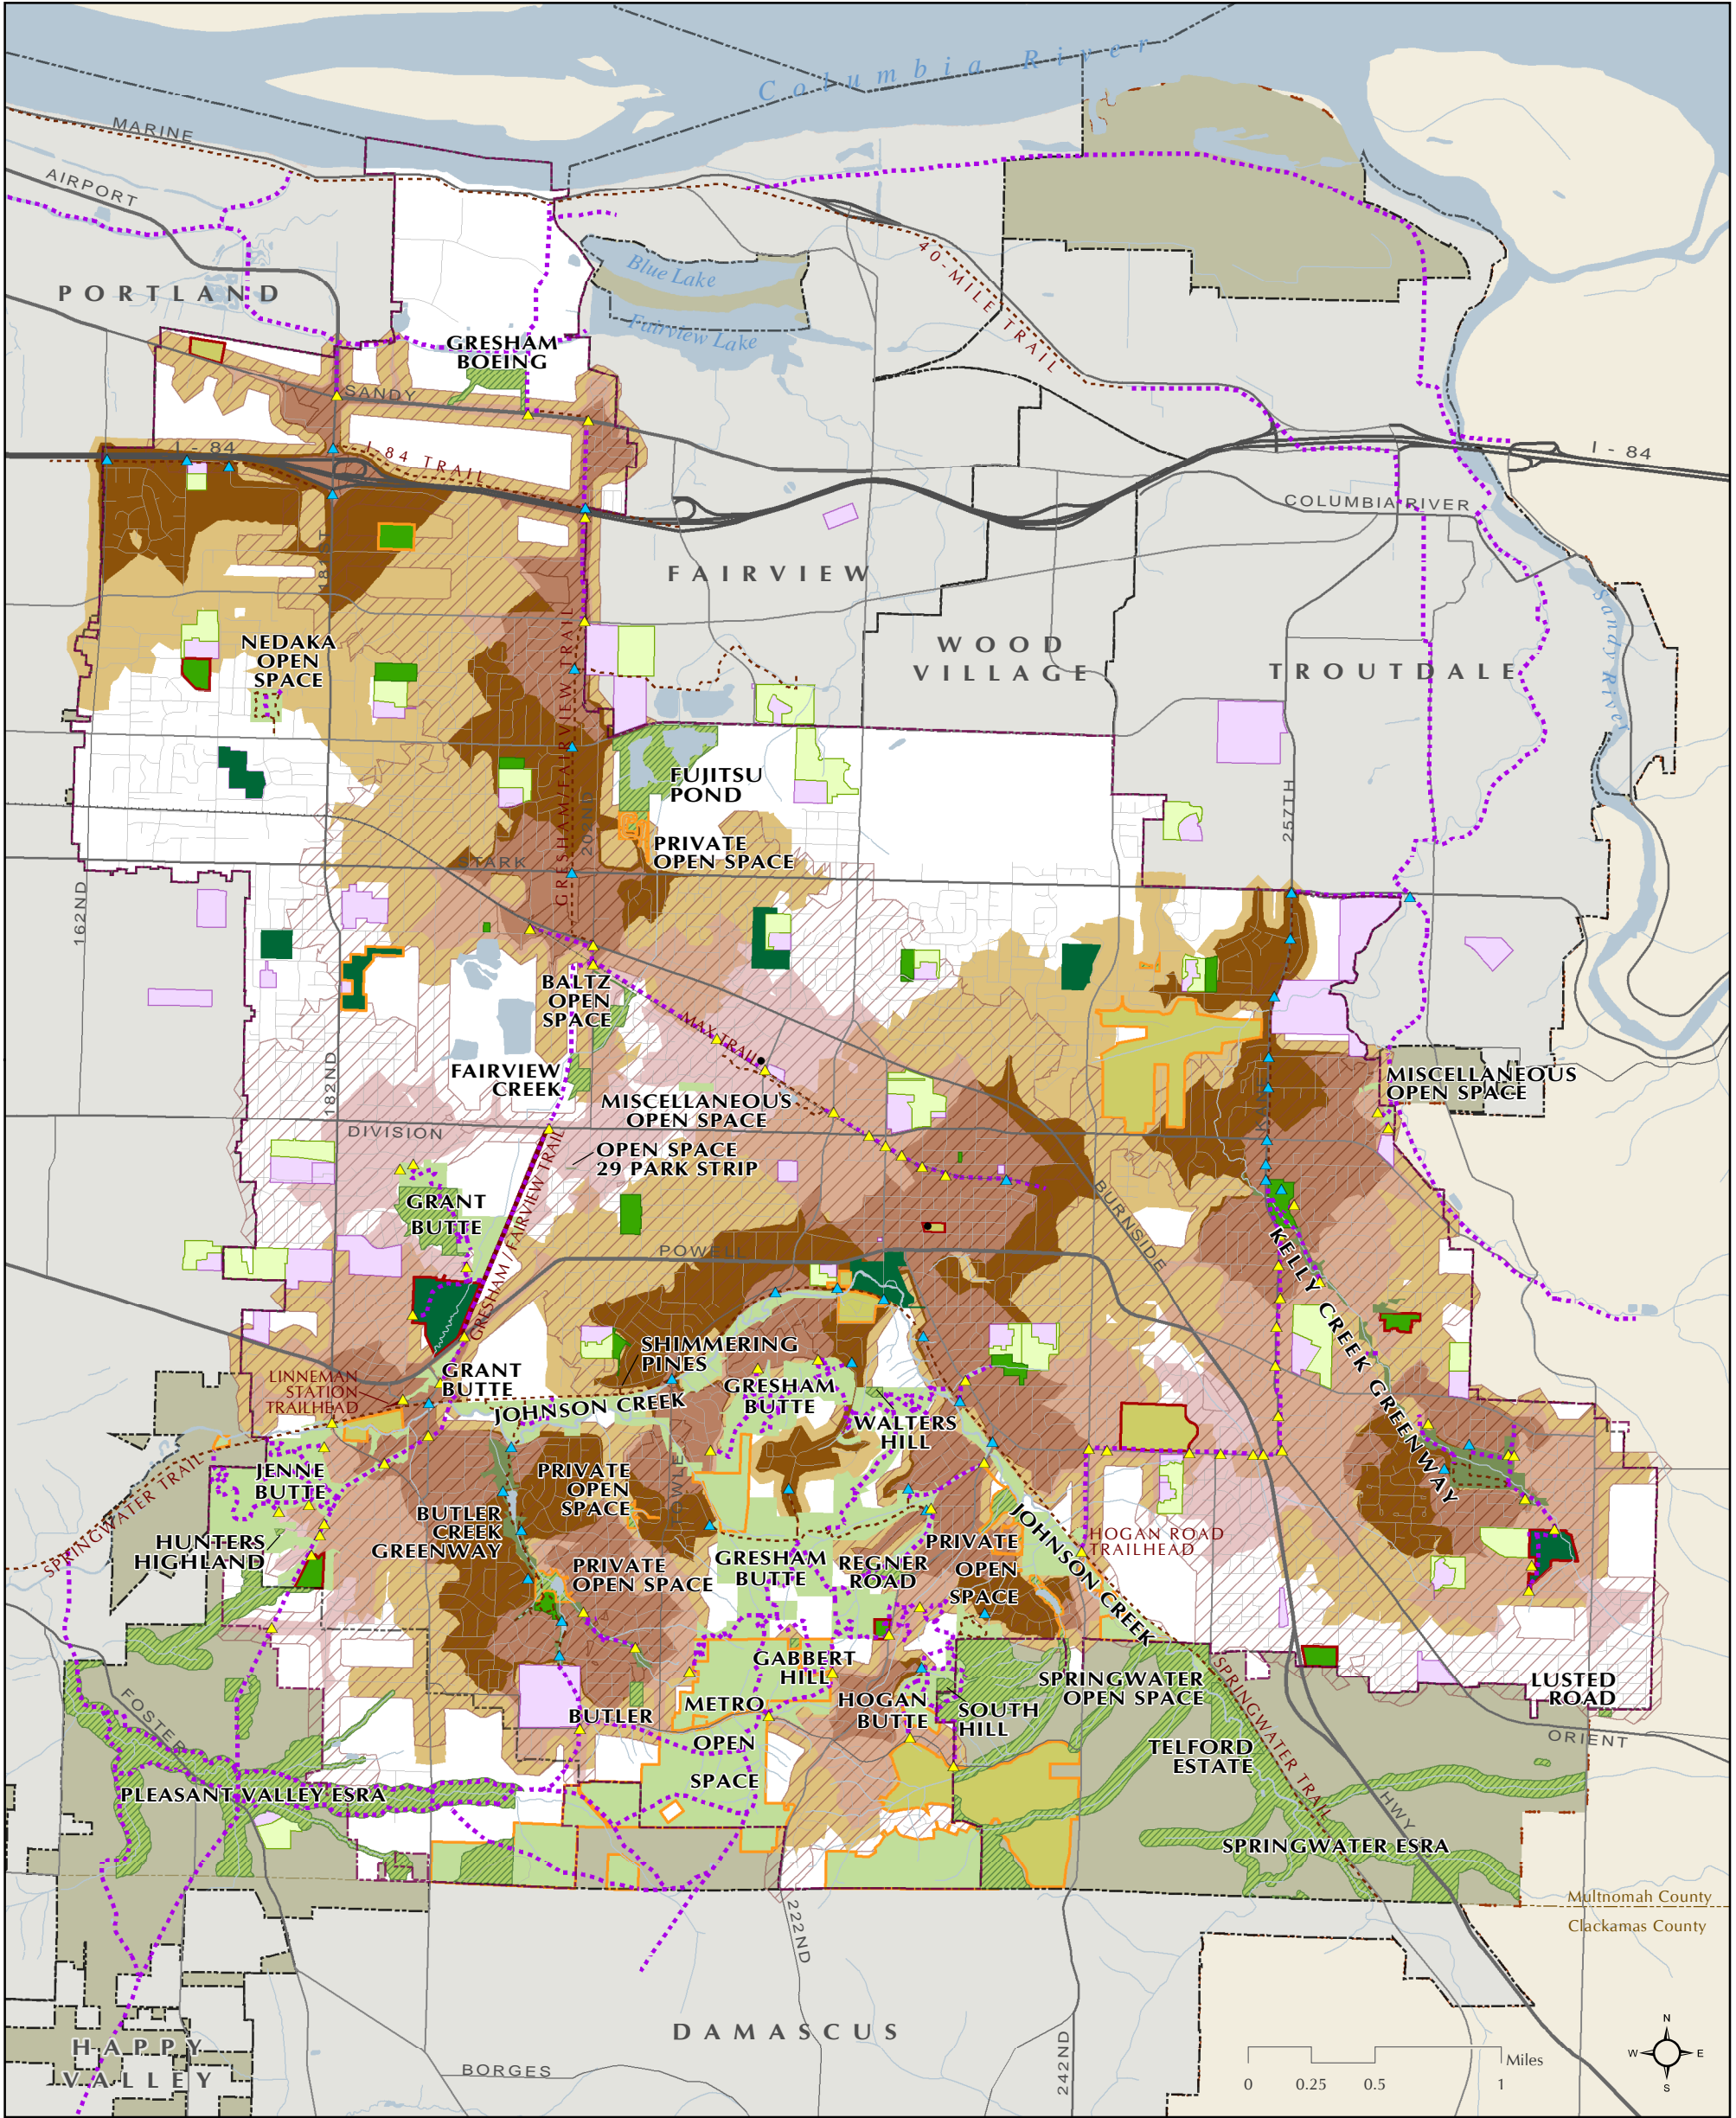 Columbia River
MARINE
AIRPORT
40-MILE TRAIL
Blue Lake
PORTLAND
Fairview Lake
GRESHAM
BOEING
SANDY
I - 84
I-84 TRAIL
I - 84
COLUMBIA RIVER
FAIRVIEW
WOOD
VILLAGE
TROUTDALE
Sandy River
NEDAKA
OPEN
SPACE
GRESHAM/FAIRVIEW TRAIL
FUJITSU
POND
202ND
257TH
PRIVATE
OPEN SPACE
STARK
162ND
BALTZ
OPEN
SPACE
MAX TRAIL
182ND
FAIRVIEW
CREEK
MISCELLANEOUS
OPEN SPACE
MISCELLANEOUS
OPEN SPACE
DIVISION
OPEN SPACE
29 PARK STRIP
GRANT
BUTTE
GRESHAM FAIRVIEW TRAIL
BURNSIDE
POWELL
KELLY CREEK GREENWAY
SHIMMERING
PINES
LINNEMAN
STATION
TRAILHEAD
GRANT
BUTTE
JOHNSON CREEK
GRESHAM
BUTTE
WALTERS
HILL
JENNE
BUTTE
PRIVATE
OPEN
SPACE
SPRINGWATER TRAIL
BUTLER
CREEK
GREENWAY
HUNTERS
HIGHLAND
PRIVATE
OPEN SPACE
GRESHAM
BUTTE
REGNER
ROAD
PRIVATE
OPEN
SPACE
JOHNSON CREEK
HOGAN ROAD
TRAILHEAD
GABBERT
HILL
METRO
OPEN
SPACE
BUTLER
HOGAN
BUTTE
SOUTH
HILL
SPRINGWATER
OPEN SPACE
SPRINGWATER TRAIL
LUSTED
ROAD
ORIENT
TELFORD
ESTATE
FOSTER
PLEASANT VALLEY ESRA
HWY
SPRINGWATER ESRA
Multnomah County
Clackamas County
222ND
DAMASCUS
HAPPY
VALLEY
BORGES
242ND
Miles
0 0.25 0.5 1
N
W E
S